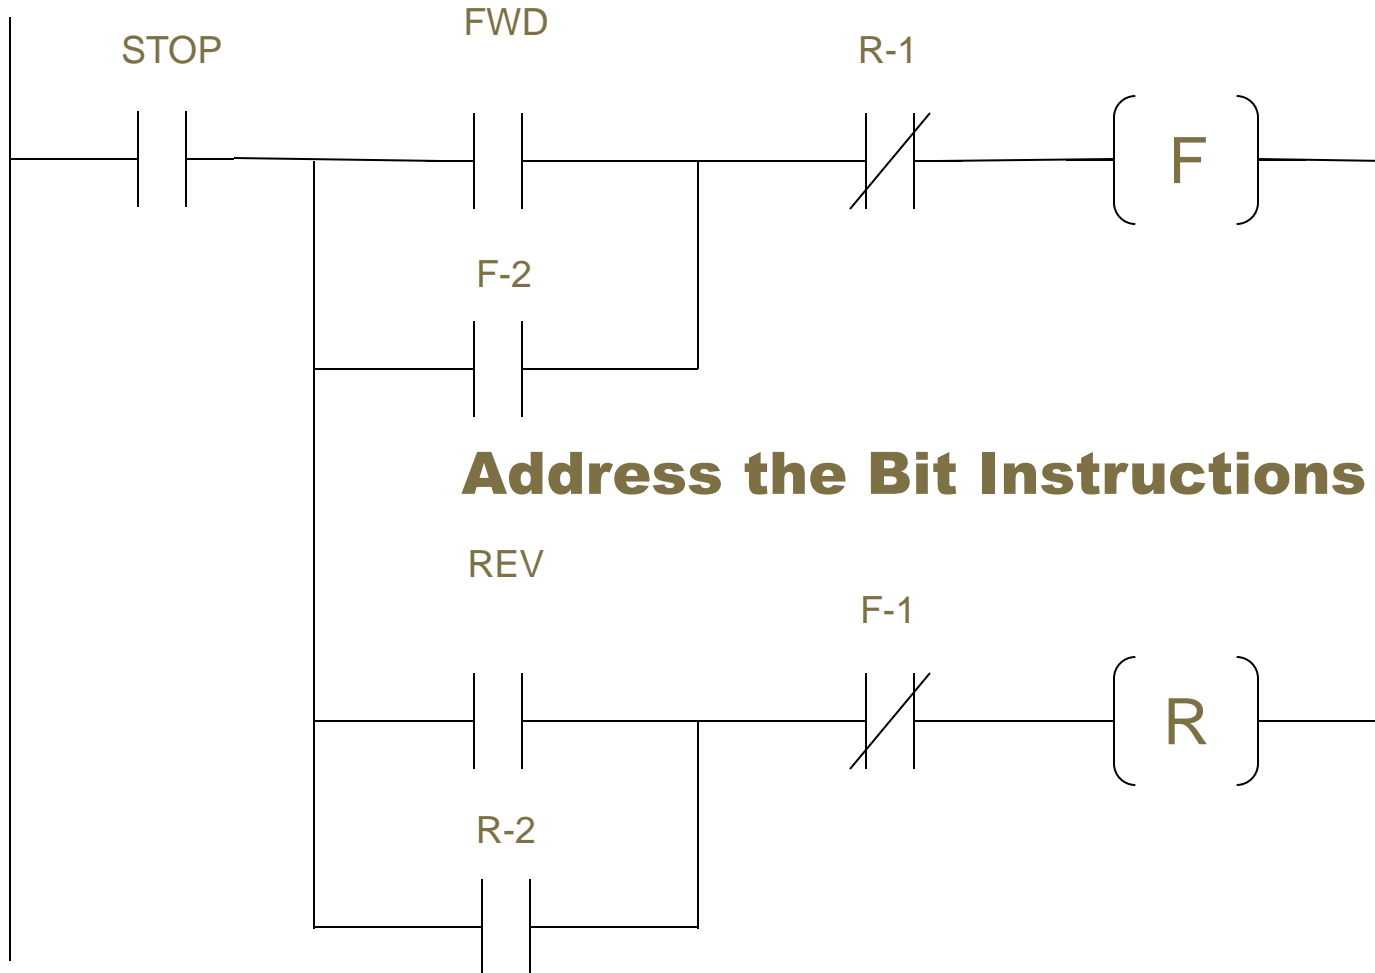 FWD
STOP
R-1
F
F-2
Address the Bit Instructions
REV
F-1
R
R-2